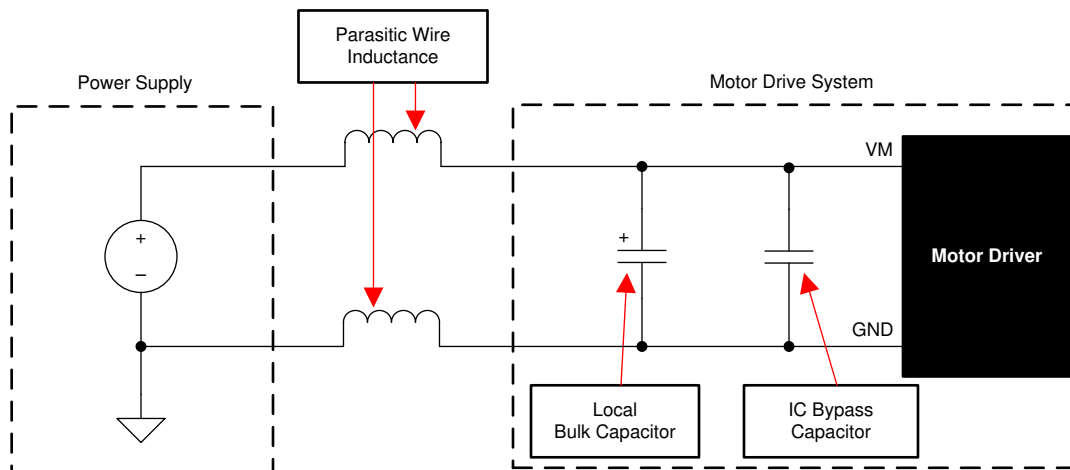 Parasitic Wire
Inductance
Power Supply
Motor Drive System
VM
+
–
+
Motor Driver
GND
Local
Bulk Capacitor
IC Bypass
Capacitor